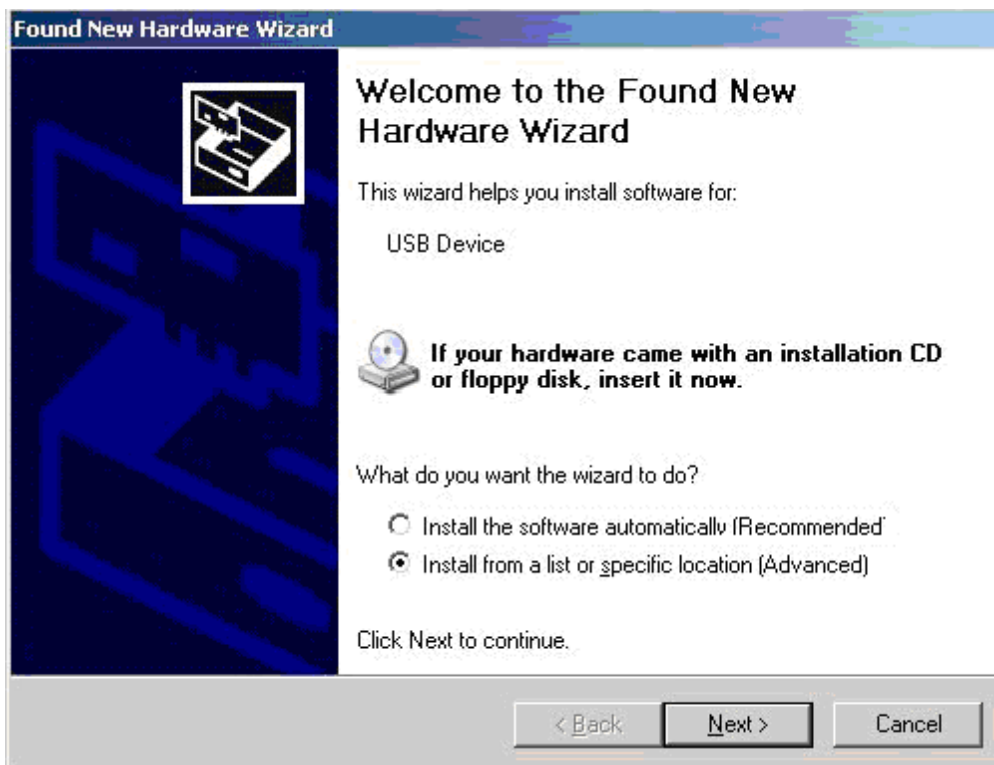 Found New Hardware Wizard
Welcome to the Found New
Hardware Wizard
This wizard helps you install software for:
USB Device
If your hardware came with an installation CD
or floppy disk, insert it now.
What do you want the wizard to do?
Install the software automatically (Recommended)
Install from a list or specific location (Advanced)
Click Next to continue.
< Back
Next >
Cancel